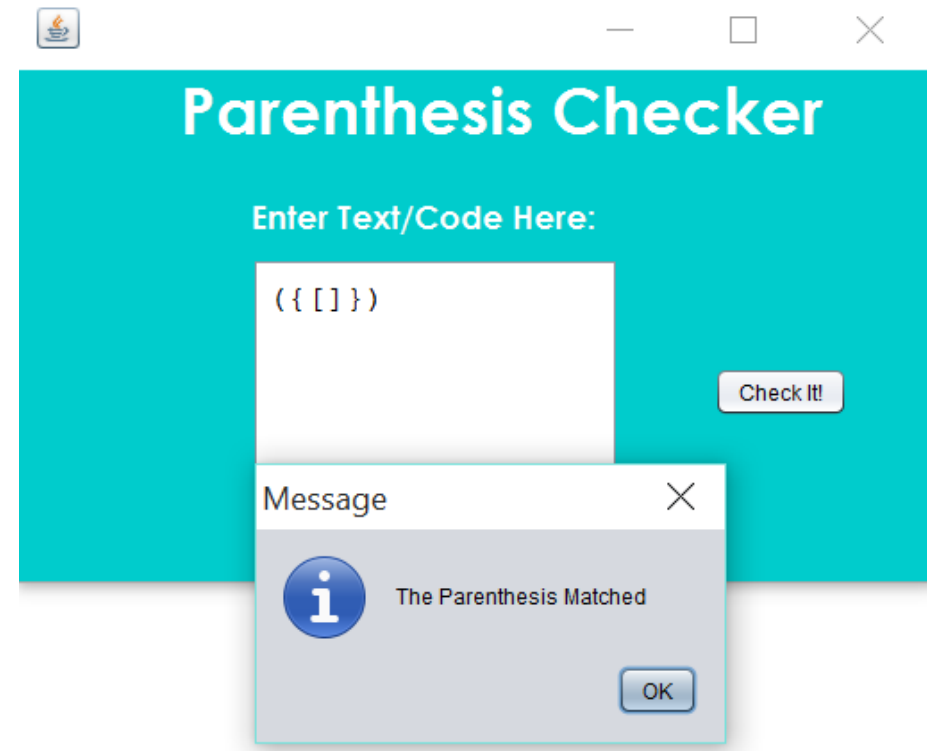 Parenthesis Checker
Enter Text/Code Here:
({[]})
Check It!
Message
The Parenthesis Matched
OK